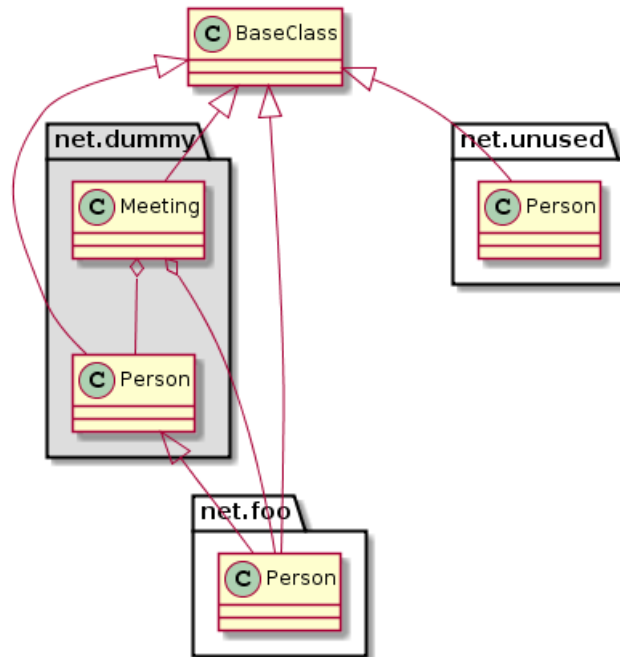 C BaseClass
net.dummy
net.unused
C Meeting
C Person
C Person
net.foo
C Person